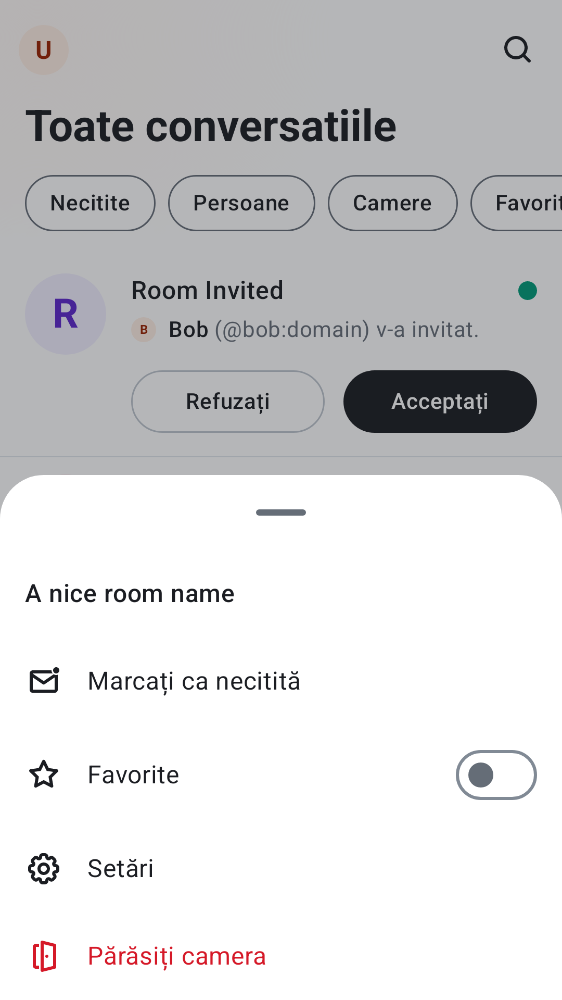 U
Toate conversatiile
Necitite
Persoane
Camere
Favorit
R
Room Invited
B Bob (@bob:domain) v-a invitat.
Refuzați
Acceptați
A nice room name
Marcați ca necitită
Favorite
Setări
Părăsiți camera